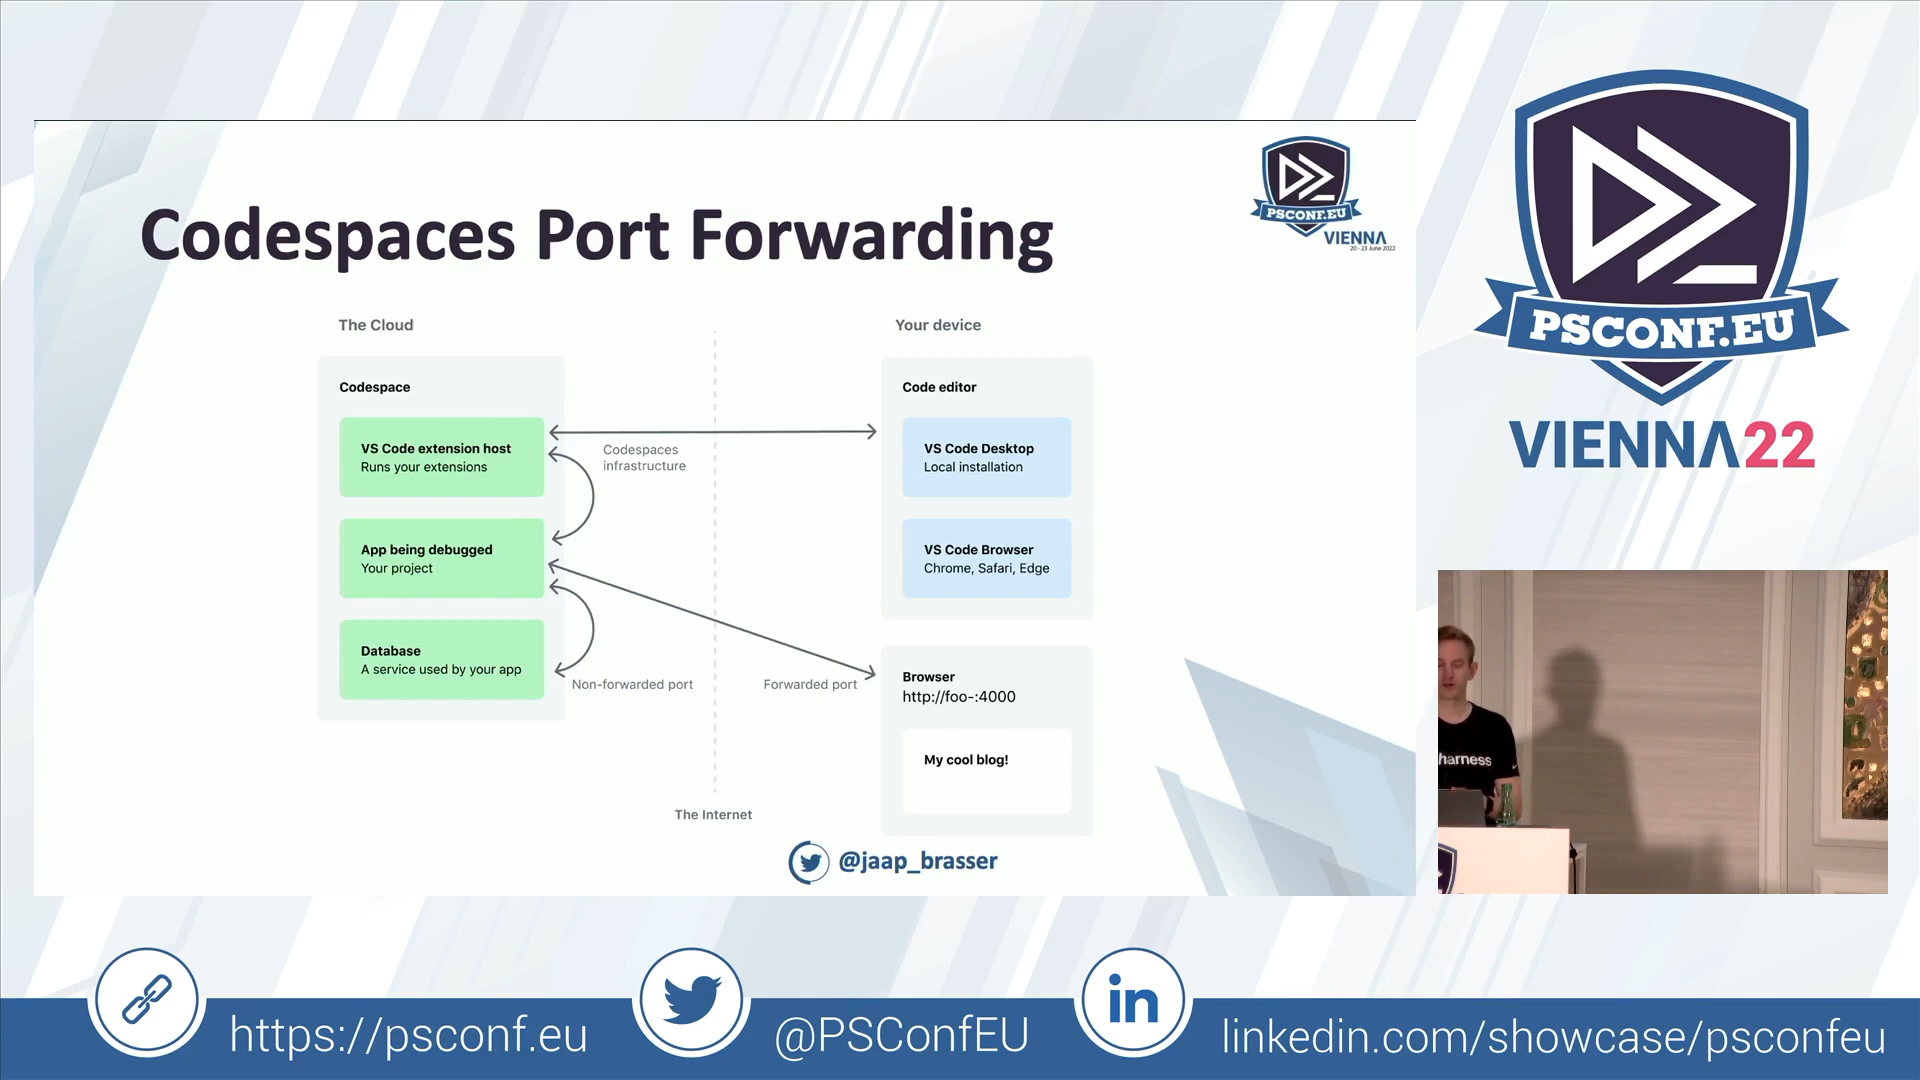 PSCONF.EU
VIENNA
20 - 23 June 2022
Codespaces Port Forwarding
The Cloud
Your device
Codespace
VS Code extension host
Runs your extensions
App being debugged
Your project
Database
A service used by your app
Codespaces
infrastructure
Non-forwarded port
Forwarded port
The Internet
Code editor
VS Code Desktop
Local installation
VS Code Browser
Chrome, Safari, Edge
Browser
http://foo-:4000
My cool blog!
@jaap_brasser
PSCONF.EU
VIENNA22
harness
https://psconf.eu
@PSConfEU
in
linkedin.com/showcase/psconfeu